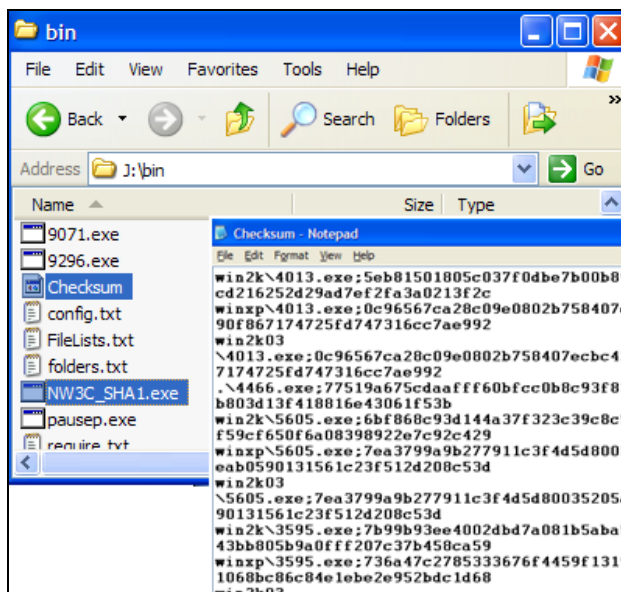 bin
File Edit View Favorites Tools Help
Back Search Folders »
Address J:\bin Go
Name Size Type
9071.exe
9296.exe
Checksum
config.txt
FileLists.txt
folders.txt
NW3C_SHA1.exe
pausep.exe
require.txt
Checksum - Notepad
File Edit Format View Help
win2k\4013.exe;5eb81501805c037f0dbe7b00b8
cd216252d29ad7ef2fa3a0213f2c
winxp\4013.exe;0c96567ca28c09e0802b758407
90f867174725fd747316cc7ae992
win2k03
\4013.exe;0c96567ca28c09e0802b758407ecbc4
7174725fd747316cc7ae992
.\4466.exe;77519a675cdaafff60bfcc0b8c93f8
b803d13f418816e43061f53b
win2k\5605.exe;6bf868c93d144a37f323c39c8c
f59cf650f6a08398922e7c92c429
winxp\5605.exe;7ea3799a9b277911c3f4d5d800
eab0590131561c23f512d208c53d
win2k03
\5605.exe;7ea3799a9b277911c3f4d5d80035205
90131561c23f512d208c53d
win2k\3595.exe;7b99b93ee4002dbd7a081b5aba
43bb805b9a0fff207c37b458ca59
winxp\3595.exe;736a47c2785333676f4459f131
1068bc86c84e1ebe2e952bdc1d68
win2k03